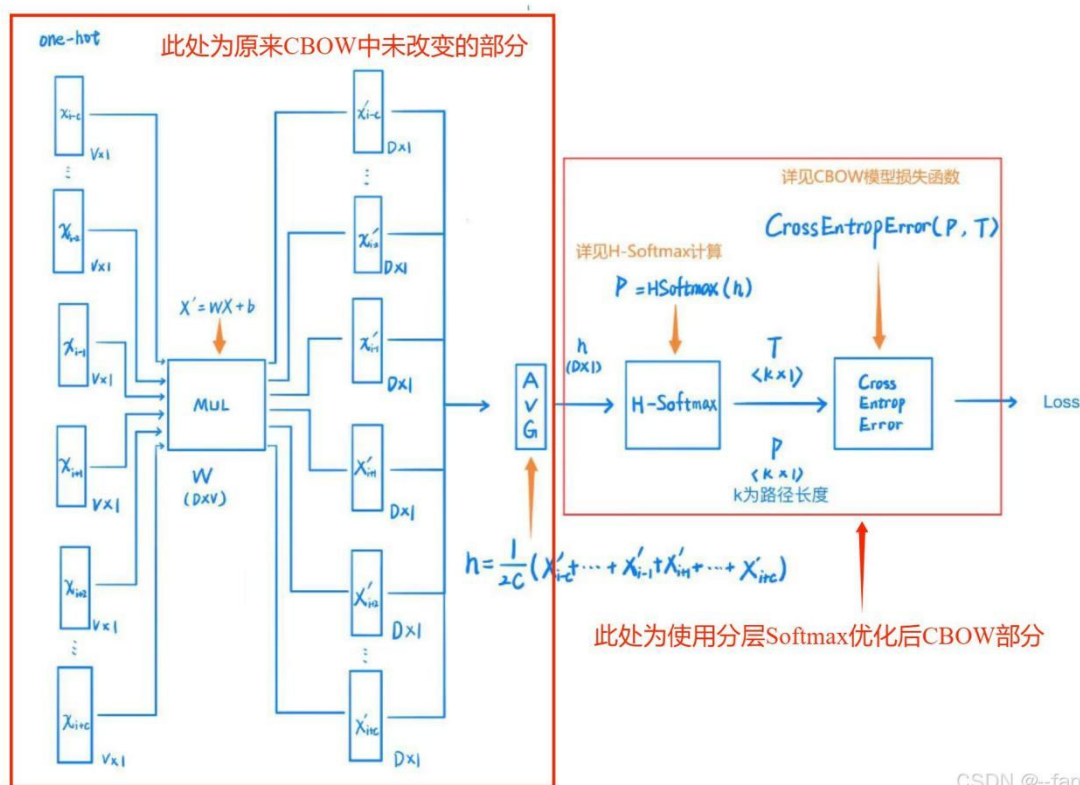 one-hot
此处为原来CBOW中未改变的部分
x_{i-c}
V×1
⋮
x_{i-2}
V×1
x_{i-1}
V×1
x_{i+1}
V×1
x_{i+2}
V×1
⋮
x_{i+c}
V×1
X'=WX+b
MUL
W
(D×V)
x'_{i-c}
D×1
⋮
x'_{i-2}
D×1
x'_{i-1}
D×1
X'_{i+1}
D×1
X'_{i+2}
D×1
⋮
X'_{i+c}
D×1
A
V
G
h=\frac{1}{2C}(X'_{i-c}+⋯+X'_{i-1}+X'_{i+1}+⋯+X'_{i+c})
详见CBOW模型损失函数
CrossEntropError(P,T)
详见H-Softmax计算
P=HSoftmax(h)
h
(D×1)
H-Softmax
T
<k×1>
P
<k×1>
k为路径长度
Cross
Entrop
Error
Loss
此处为使用分层Softmax优化后CBOW部分
CSDN @--fan